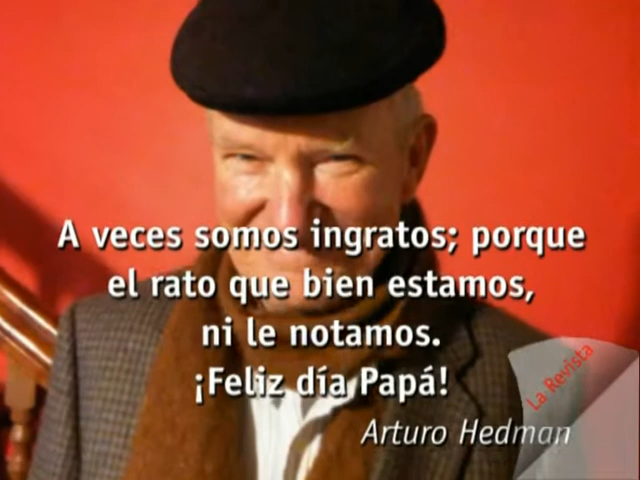 A veces somos ingratos; porque
el rato que bien estamos,
ni le notamos.
¡Feliz día Papá!
Arturo Hedman
La Revista